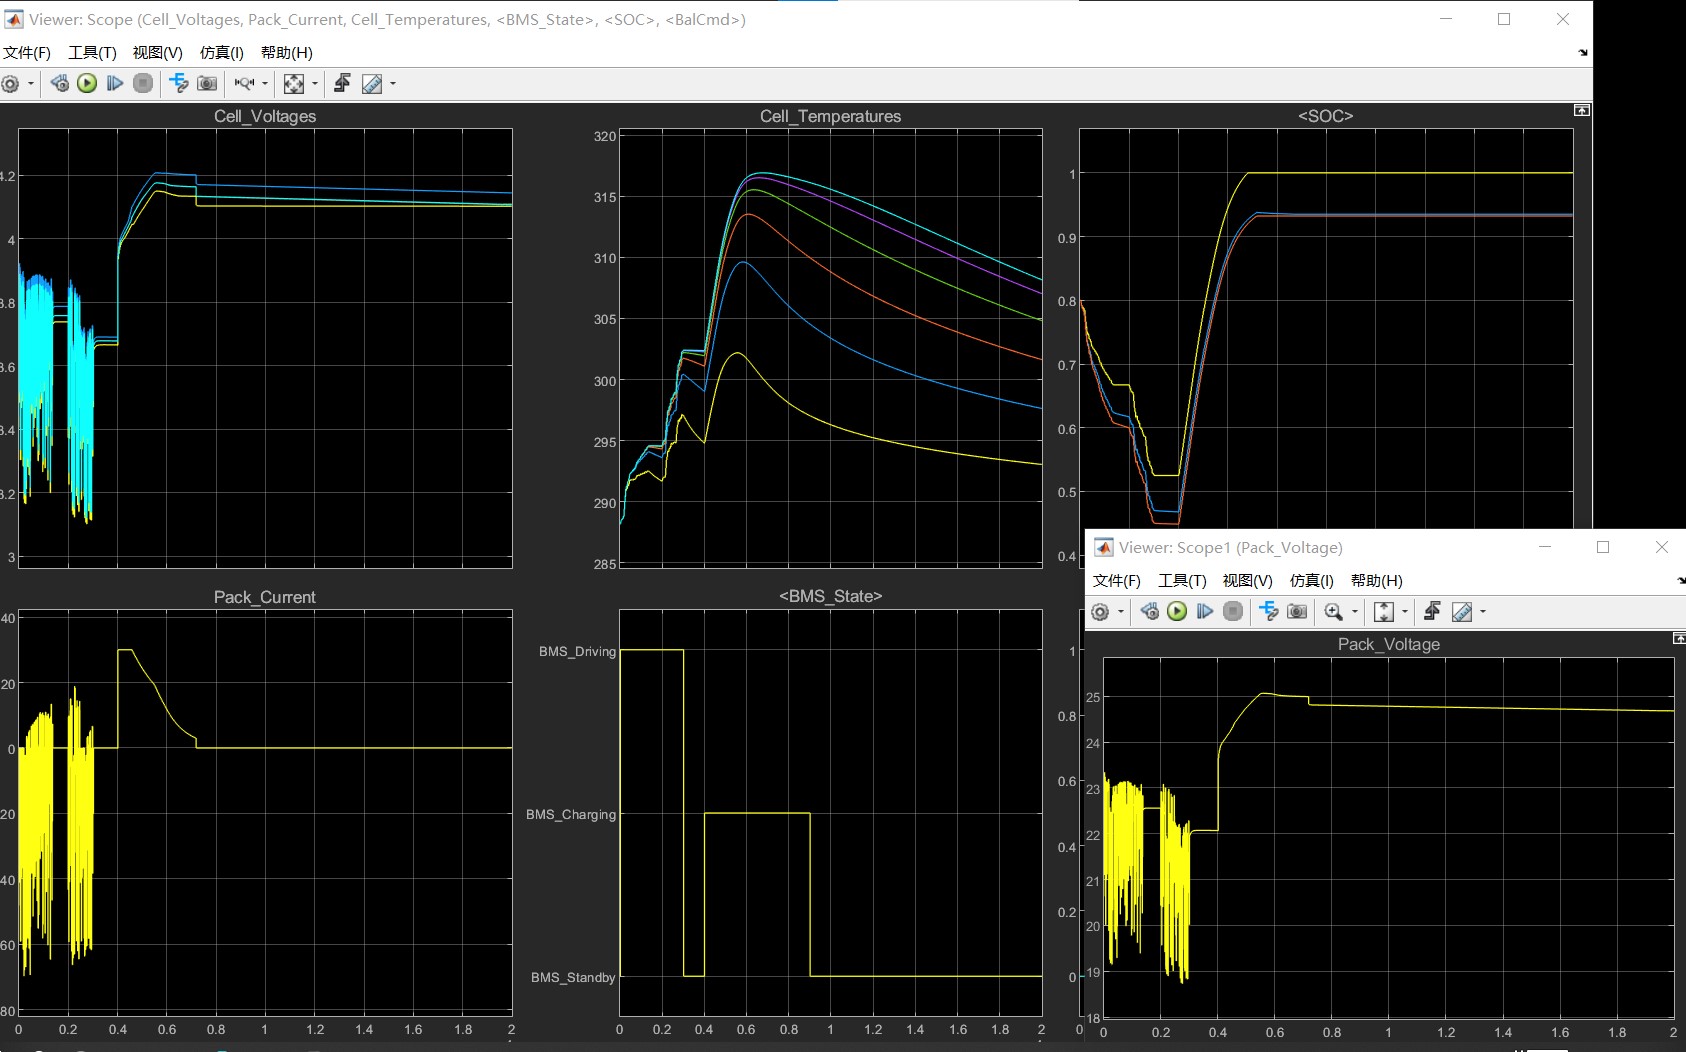 Viewer: Scope (Cell_Voltages, Pack_Current, Cell_Temperatures, <BMS_State>, <SOC>, <BalCmd>)
文件(F) 工具(T) 视图(V) 仿真(I) 帮助(H)
Cell_Voltages
4.2
4
3.8
3.6
3.4
3.2
3
Cell_Temperatures
320
315
310
305
300
295
290
285
<SOC>
1
0.9
0.8
0.7
0.6
0.5
0.4
Pack_Current
40
20
0
20
40
60
80
0 0.2 0.4 0.6 0.8 1 1.2 1.4 1.6 1.8 2
<BMS_State>
BMS_Driving
BMS_Charging
BMS_Standby
0 0.2 0.4 0.6 0.8 1 1.2 1.4 1.6 1.8 2
1
0.8
0.6
0.4
0.2
0
0
Viewer: Scope1 (Pack_Voltage)
文件(F) 工具(T) 视图(V) 仿真(I) 帮助(H)
Pack_Voltage
25
24
23
22
21
20
19
18
0 0.2 0.4 0.6 0.8 1 1.2 1.4 1.6 1.8 2